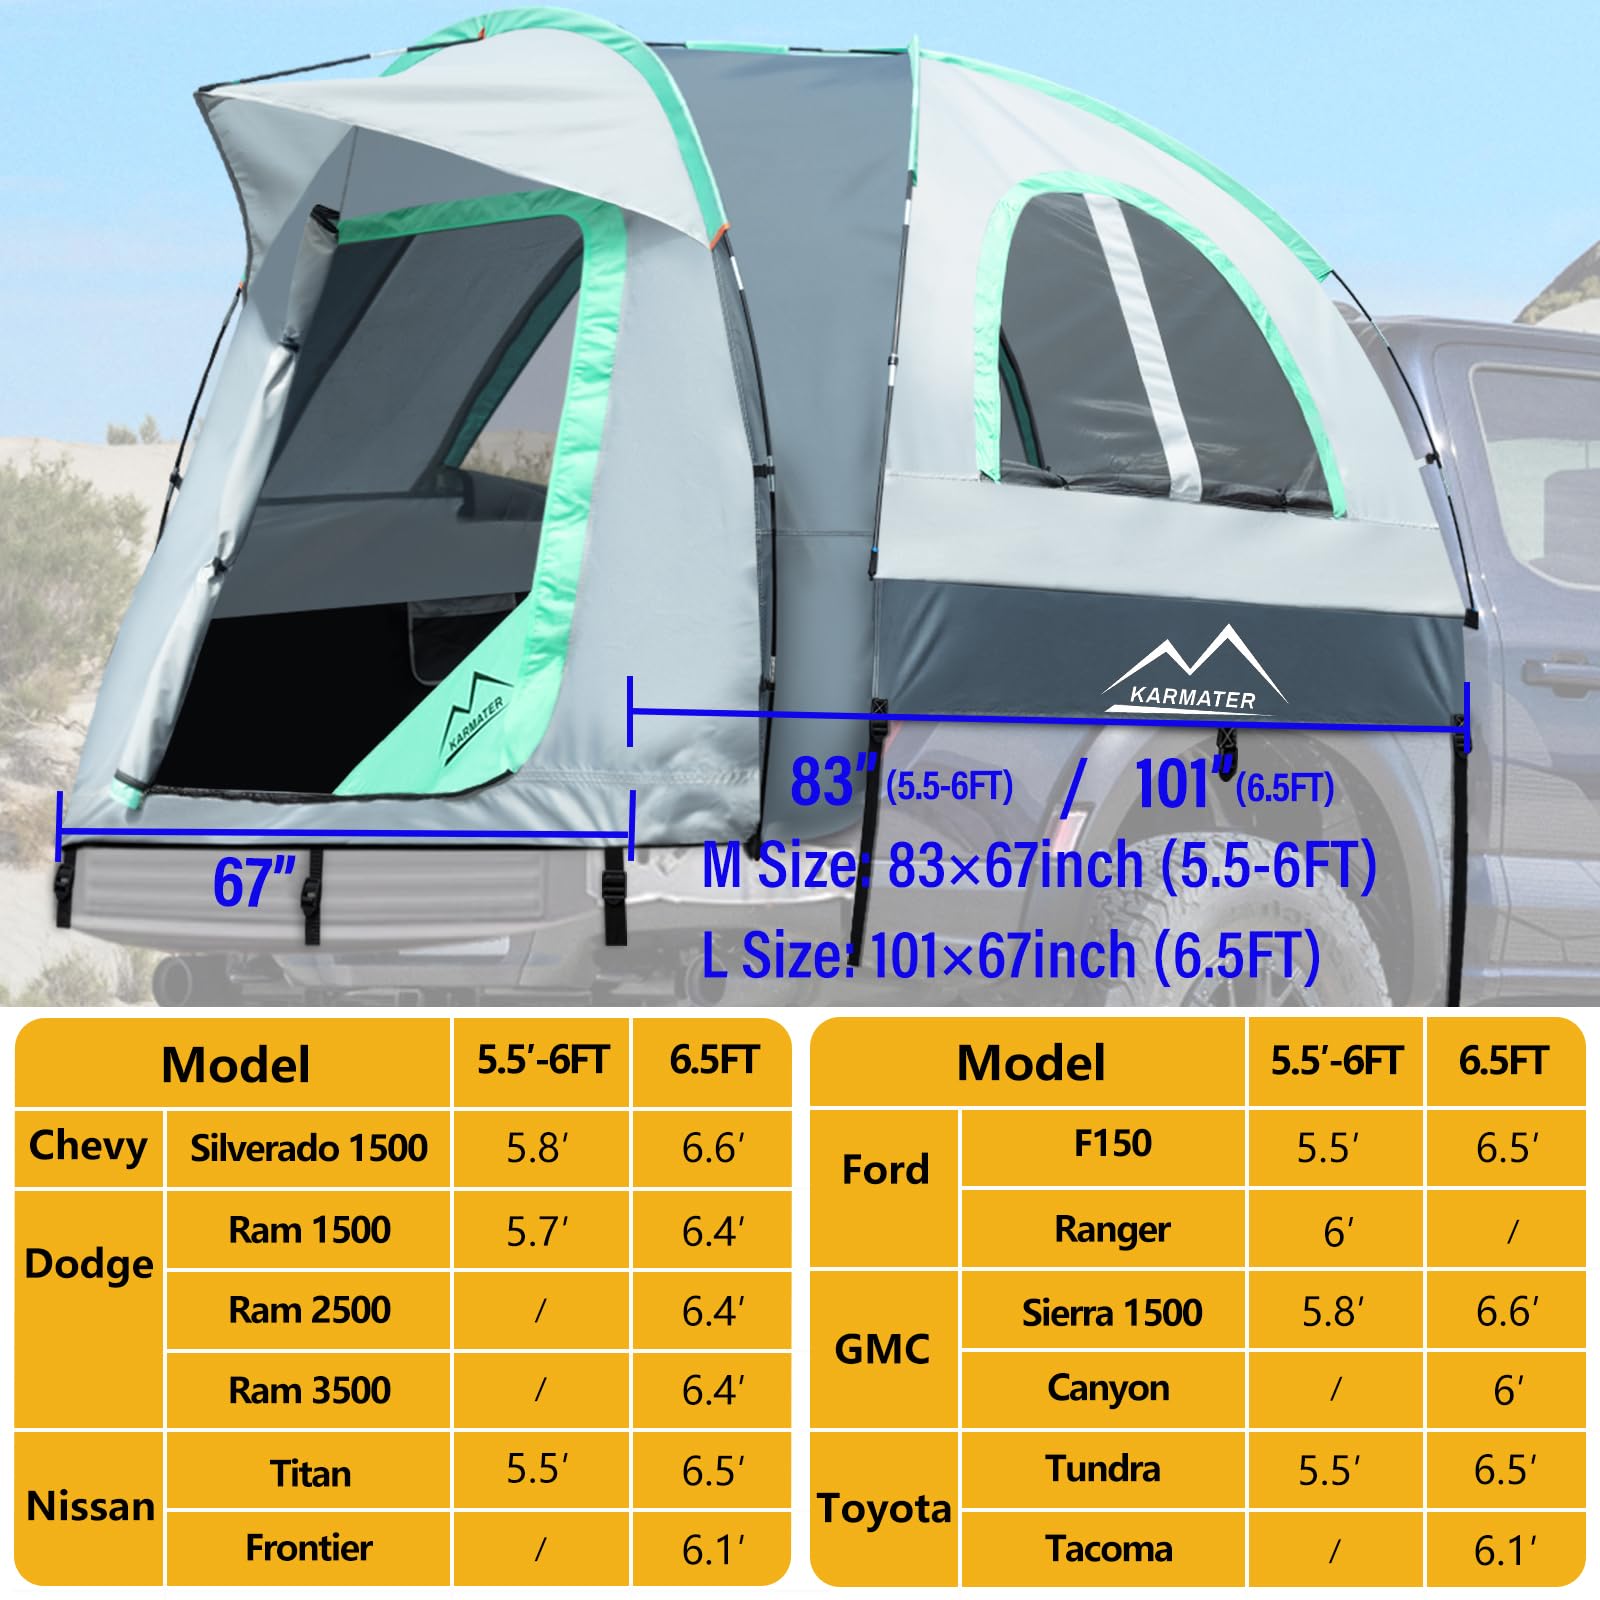 KARMATER
KARMATER
83″ (5.5-6FT) / 101″ (6.5FT)
67″
M Size: 83×67inch (5.5-6FT)
L Size: 101×67inch (6.5FT)
Model 5.5′-6FT 6.5FT
Chevy Silverado 1500 5.8′ 6.6′
Dodge Ram 1500 5.7′ 6.4′
Ram 2500 / 6.4′
Ram 3500 / 6.4′
Nissan Titan 5.5′ 6.5′
Frontier / 6.1′
Model 5.5′-6FT 6.5FT
Ford F150 5.5′ 6.5′
Ranger 6′ /
GMC Sierra 1500 5.8′ 6.6′
Canyon / 6′
Toyota Tundra 5.5′ 6.5′
Tacoma / 6.1′